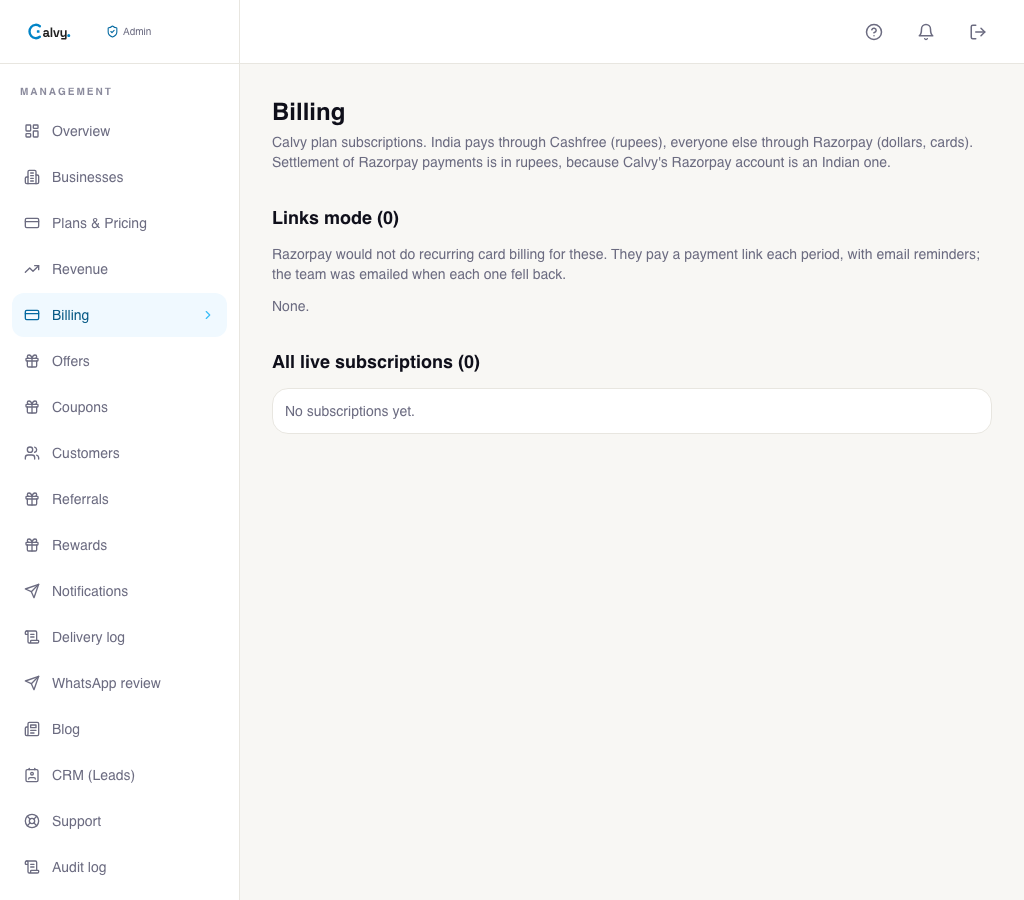 Calvy.
Admin
MANAGEMENT
Overview
Businesses
Plans & Pricing
Revenue
Billing
Offers
Coupons
Customers
Referrals
Rewards
Notifications
Delivery log
WhatsApp review
Blog
CRM (Leads)
Support
Audit log
Billing
Calvy plan subscriptions. India pays through Cashfree (rupees), everyone else through Razorpay (dollars, cards).
Settlement of Razorpay payments is in rupees, because Calvy's Razorpay account is an Indian one.
Links mode (0)
Razorpay would not do recurring card billing for these. They pay a payment link each period, with email reminders;
the team was emailed when each one fell back.
None.
All live subscriptions (0)
No subscriptions yet.